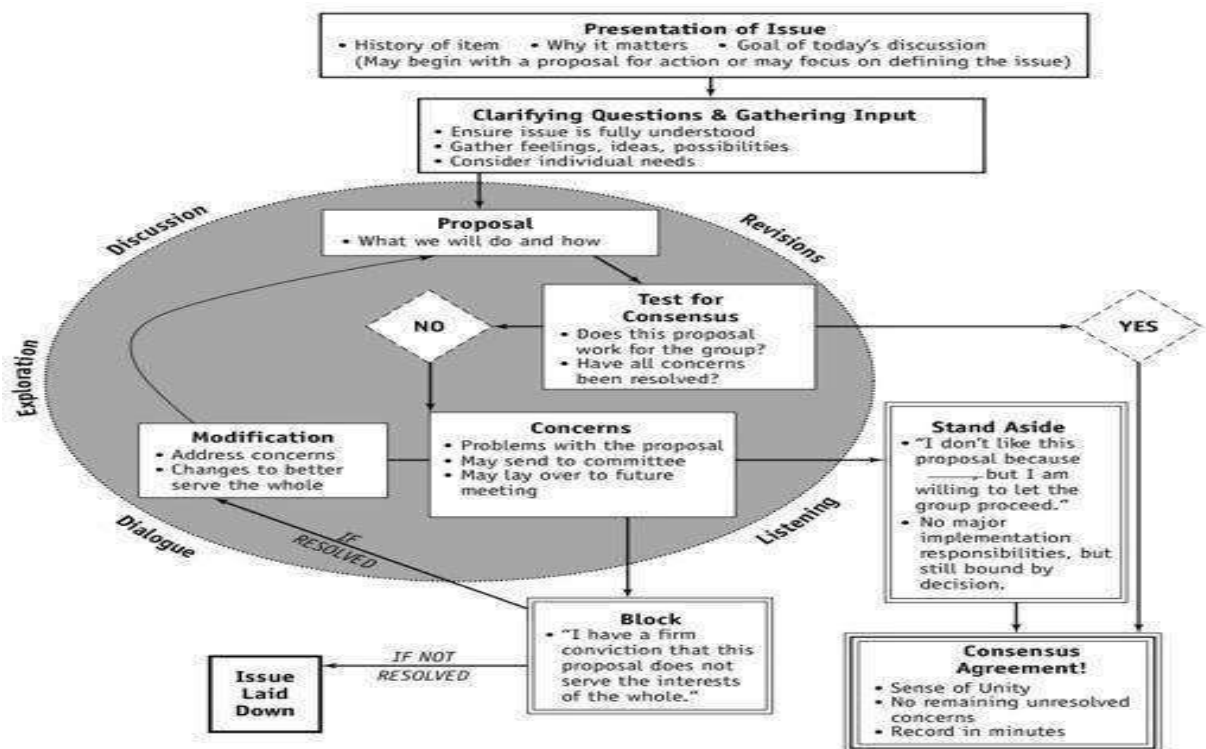 Presentation of Issue
• History of item • Why it matters • Goal of today's discussion
(May begin with a proposal for action or may focus on defining the issue)
Clarifying Questions & Gathering Input
• Ensure issue is fully understood
• Gather feelings, ideas, possibilities
• Consider individual needs
Discussion
Revisions
Proposal
• What we will do and how
Test for
Consensus
• Does this proposal
work for the group?
• Have all concerns
been resolved?
NO
YES
Exploration
Modification
• Address concerns
• Changes to better
serve the whole
Concerns
• Problems with the proposal
• May send to committee
• May lay over to future
meeting
Stand Aside
• "I don't like this
proposal because
____, but I am
willing to let the
group proceed."
• No major
implementation
responsibilities, but
still bound by
decision.
Dialogue
Listening
IF
RESOLVED
Block
• "I have a firm
conviction that this
proposal does not
serve the interests
of the whole."
IF NOT
RESOLVED
Issue
Laid
Down
Consensus
Agreement!
• Sense of Unity
• No remaining unresolved
concerns
• Record in minutes